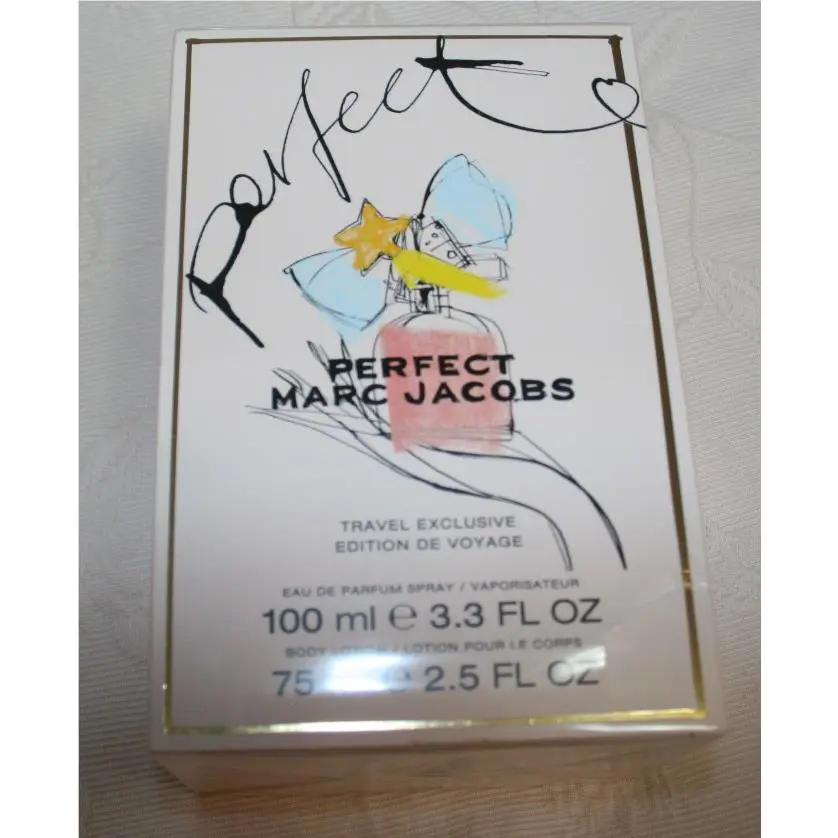 perfect
PERFECT
MARC JACOBS
TRAVEL EXCLUSIVE
EDITION DE VOYAGE
EAU DE PARFUM SPRAY / VAPORISATEUR
100 ml e 3.3 FL OZ
BODY LOTION / LOTION POUR LE CORPS
75 e 2.5 FL OZ